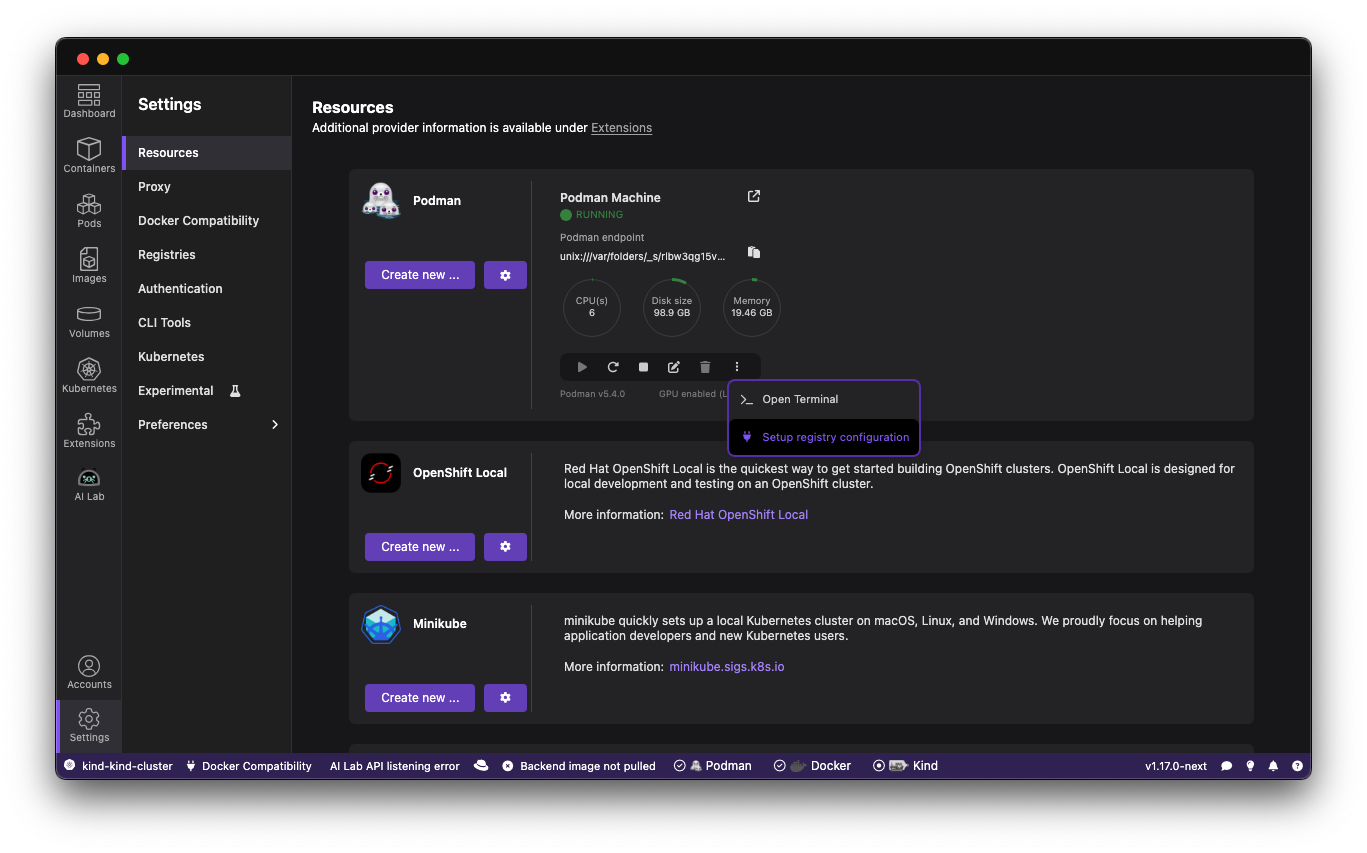 Dashboard
Containers
Pods
Images
Volumes
Kubernetes
Extensions
AI Lab
Accounts
Settings
Settings
Resources
Proxy
Docker Compatibility
Registries
Authentication
CLI Tools
Kubernetes
Experimental
Preferences
Resources
Additional provider information is available under Extensions
Podman
Create new ...
Podman Machine
RUNNING
Podman endpoint
unix:///var/folders/_s/rlbw3qg15v...
CPU(s)
6
Disk size
98.9 GB
Memory
19.46 GB
Podman v5.4.0
GPU enabled (L
Open Terminal
Setup registry configuration
OpenShift Local
Create new ...
Red Hat OpenShift Local is the quickest way to get started building OpenShift clusters. OpenShift Local is designed for
local development and testing on an OpenShift cluster.
More information: Red Hat OpenShift Local
Minikube
Create new ...
minikube quickly sets up a local Kubernetes cluster on macOS, Linux, and Windows. We proudly focus on helping
application developers and new Kubernetes users.
More information: minikube.sigs.k8s.io
kind-kind-cluster
Docker Compatibility
AI Lab API listening error
Backend image not pulled
Podman
Docker
Kind
v1.17.0-next